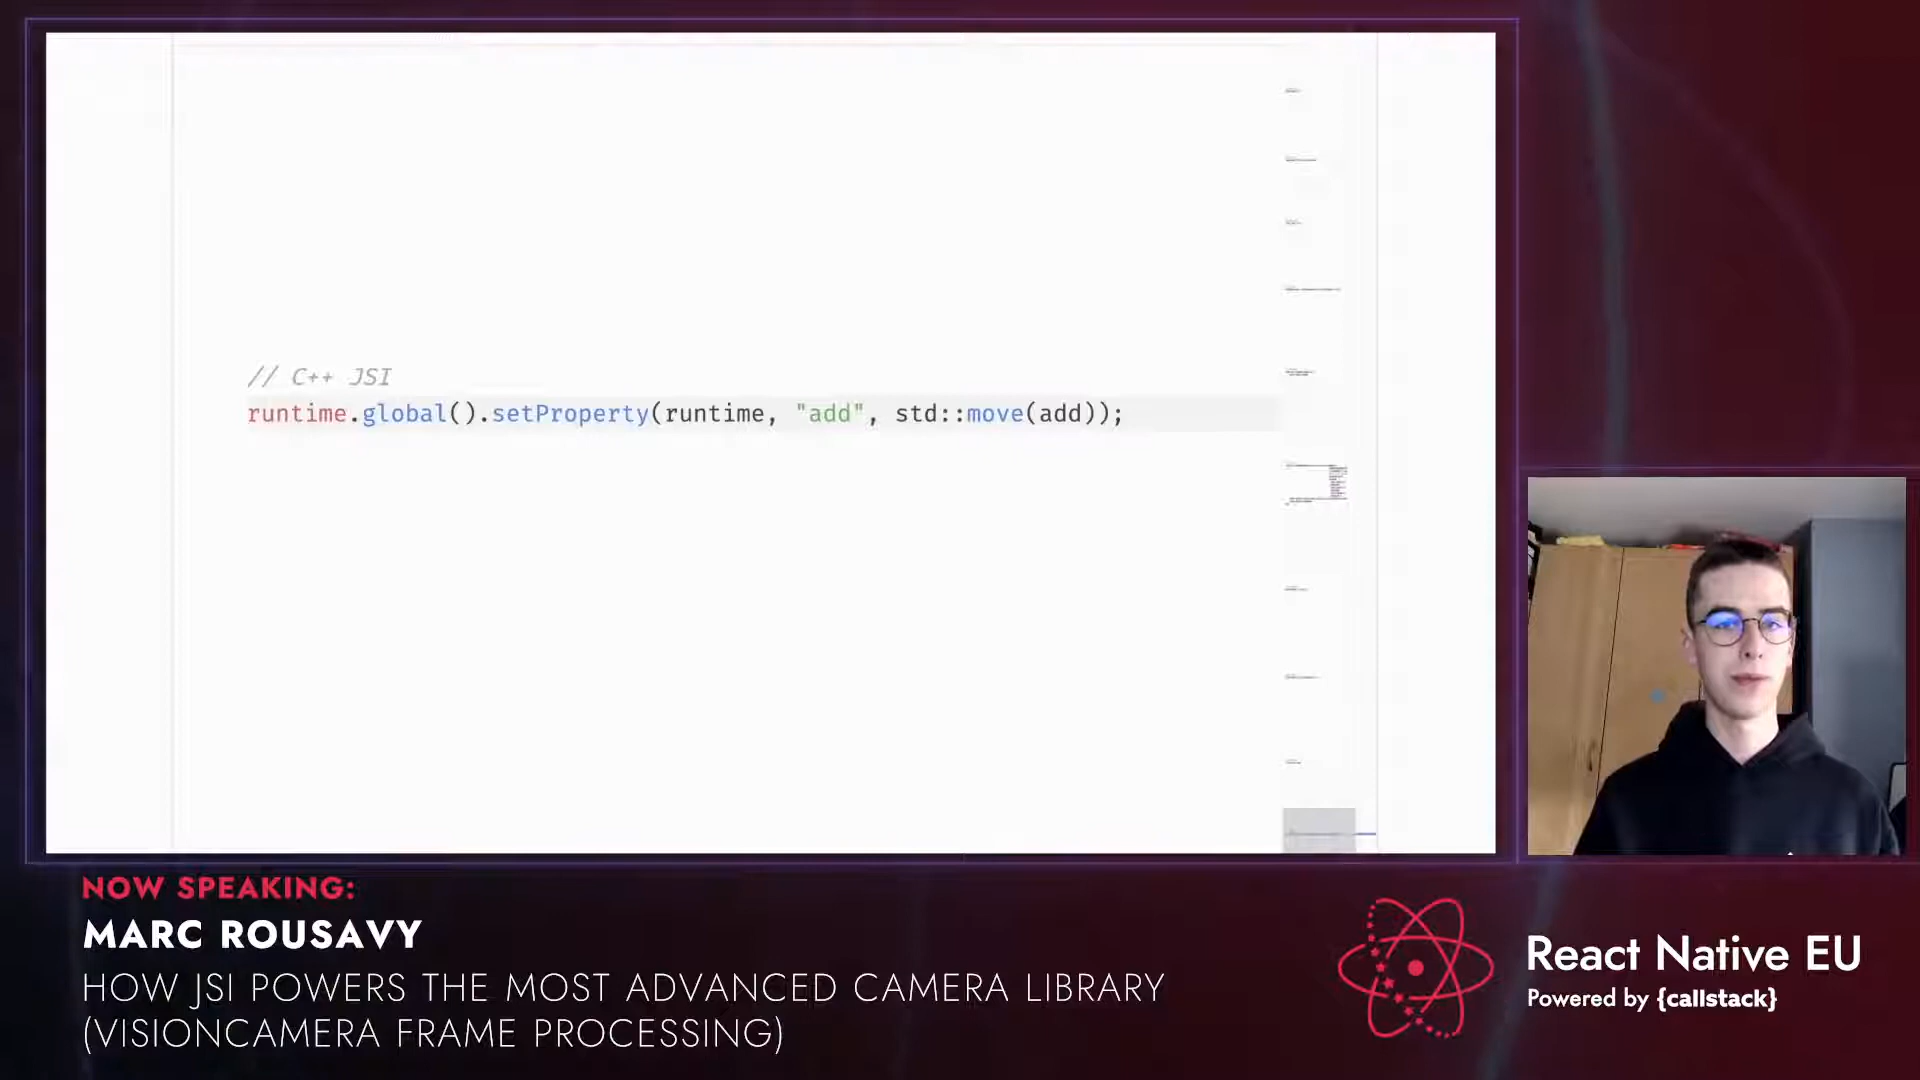 // C++ JSI
runtime.global().setProperty(runtime, "add", std::move(add));
NOW SPEAKING:
MARC ROUSAVY
HOW JSI POWERS THE MOST ADVANCED CAMERA LIBRARY
(VISIONCAMERA FRAME PROCESSING)
React Native EU
Powered by {callstack}